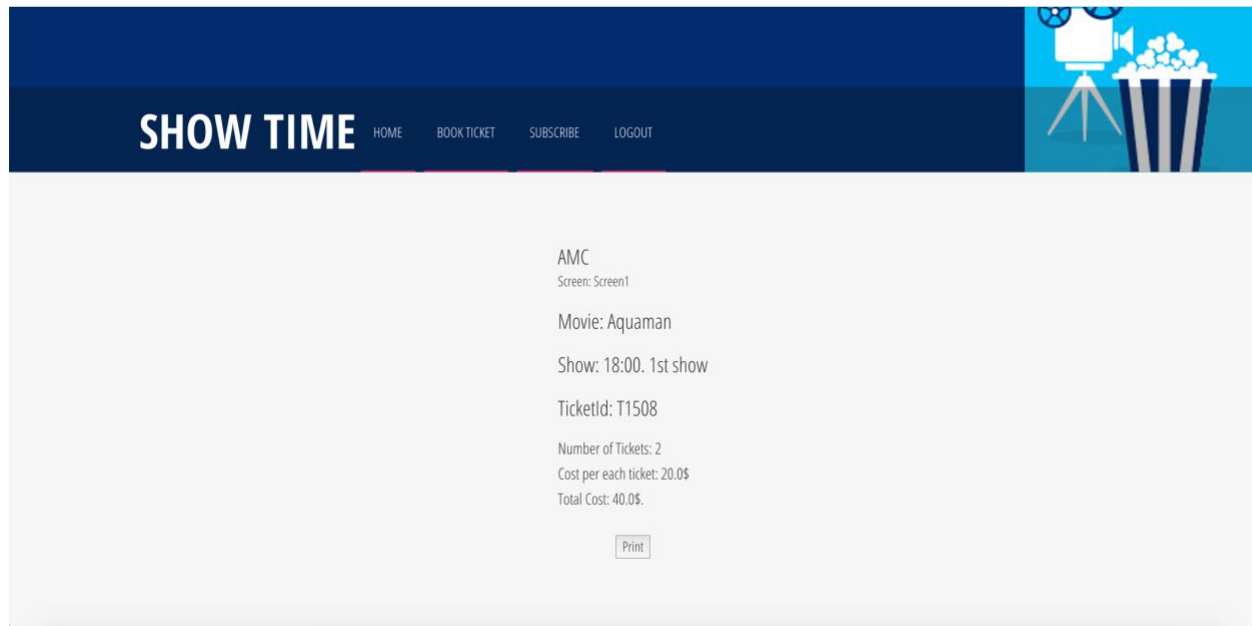 SHOW TIME HOME BOOK TICKET SUBSCRIBE LOGOUT
AMC
Screen: Screen1
Movie: Aquaman
Show: 18:00. 1st show
TicketId: T1508
Number of Tickets: 2
Cost per each ticket: 20.0$
Total Cost: 40.0$.
Print